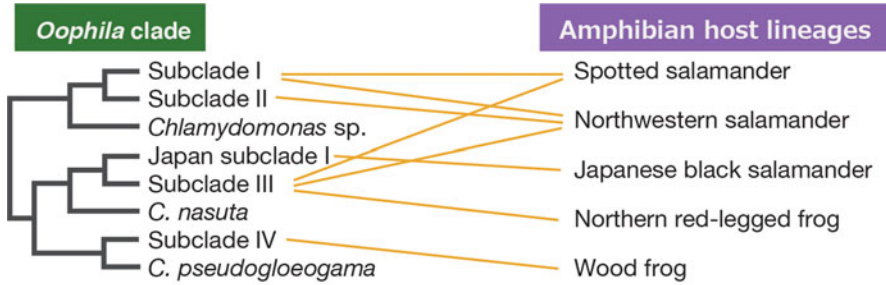 Oophila clade
Amphibian host lineages
Subclade I
Subclade II
Chlamydomonas sp.
Japan subclade I
Subclade III
C. nasuta
Subclade IV
C. pseudogloeogama
Spotted salamander
Northwestern salamander
Japanese black salamander
Northern red-legged frog
Wood frog